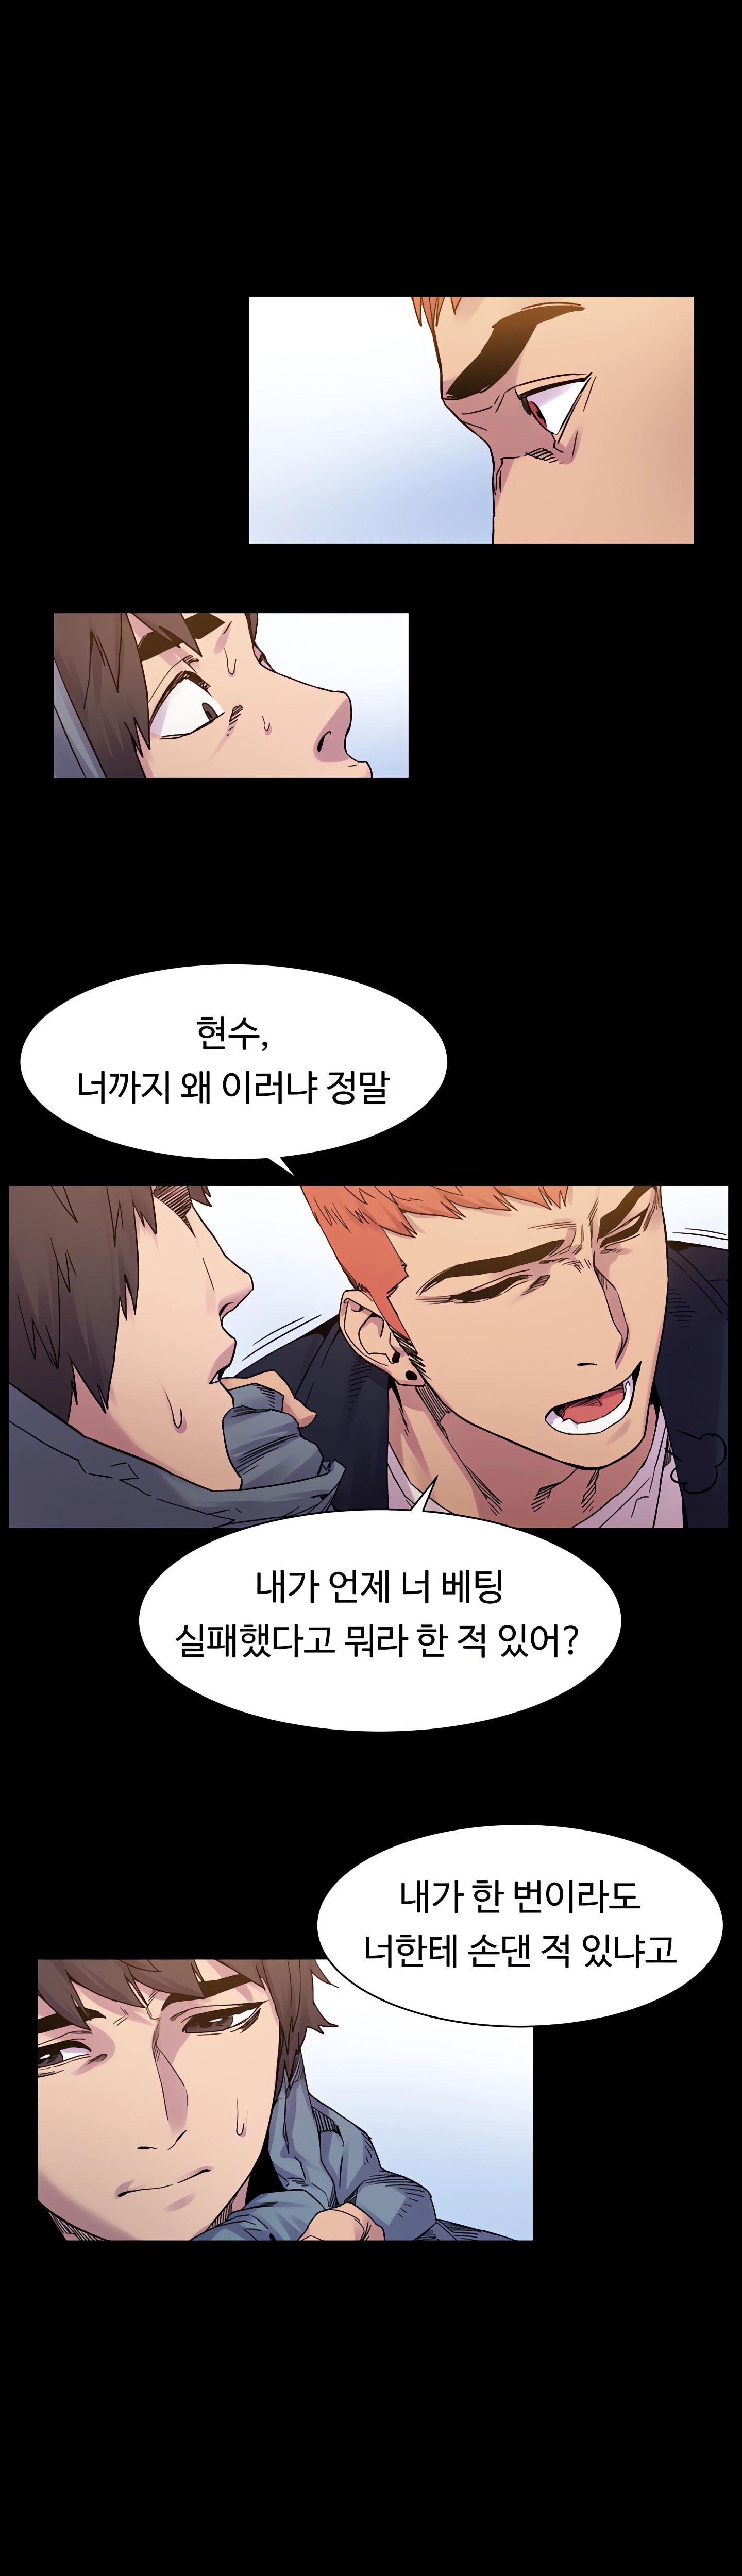 현수,
너까지 왜 이러냐 정말
내가 언제 너 베팅
실패했다고 뭐라 한 적 있어?
내가 한 번이라도
너한테 손댄 적 있냐고